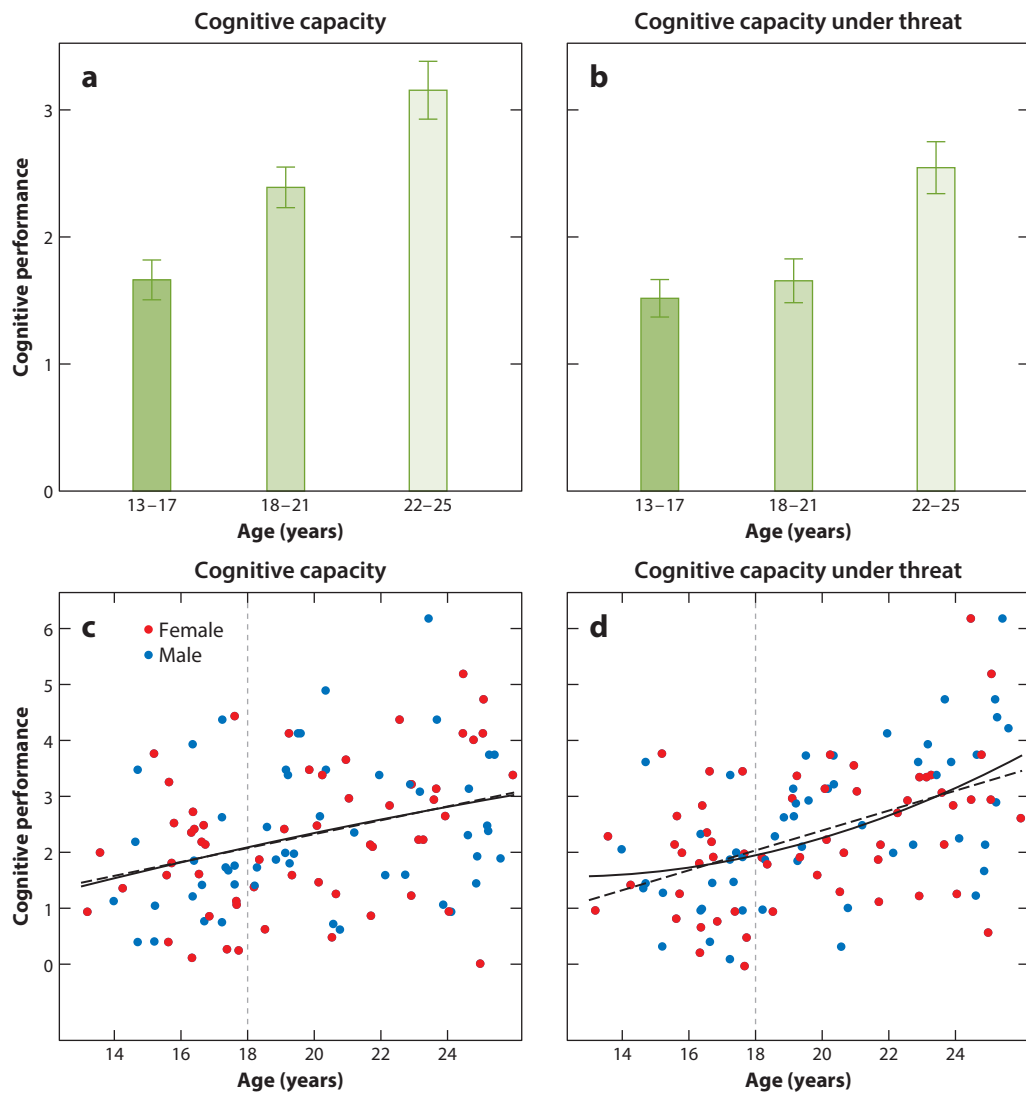 Cognitive capacity
Cognitive capacity under threat
a
b
3
2
1
0
Cognitive performance
13–17
18–21
22–25
Age (years)
13–17
18–21
22–25
Age (years)
Cognitive capacity
Cognitive capacity under threat
c
Female
Male
d
6
5
4
3
2
1
0
Cognitive performance
14
16
18
20
22
24
Age (years)
14
16
18
20
22
24
Age (years)